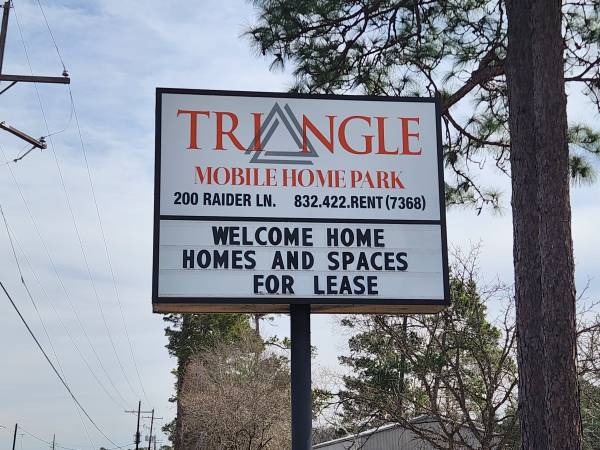 TRIANGLE
MOBILE HOME PARK
200 RAIDER LN. 832.422.RENT (7368)
WELCOME HOME
HOMES AND SPACES
FOR LEASE